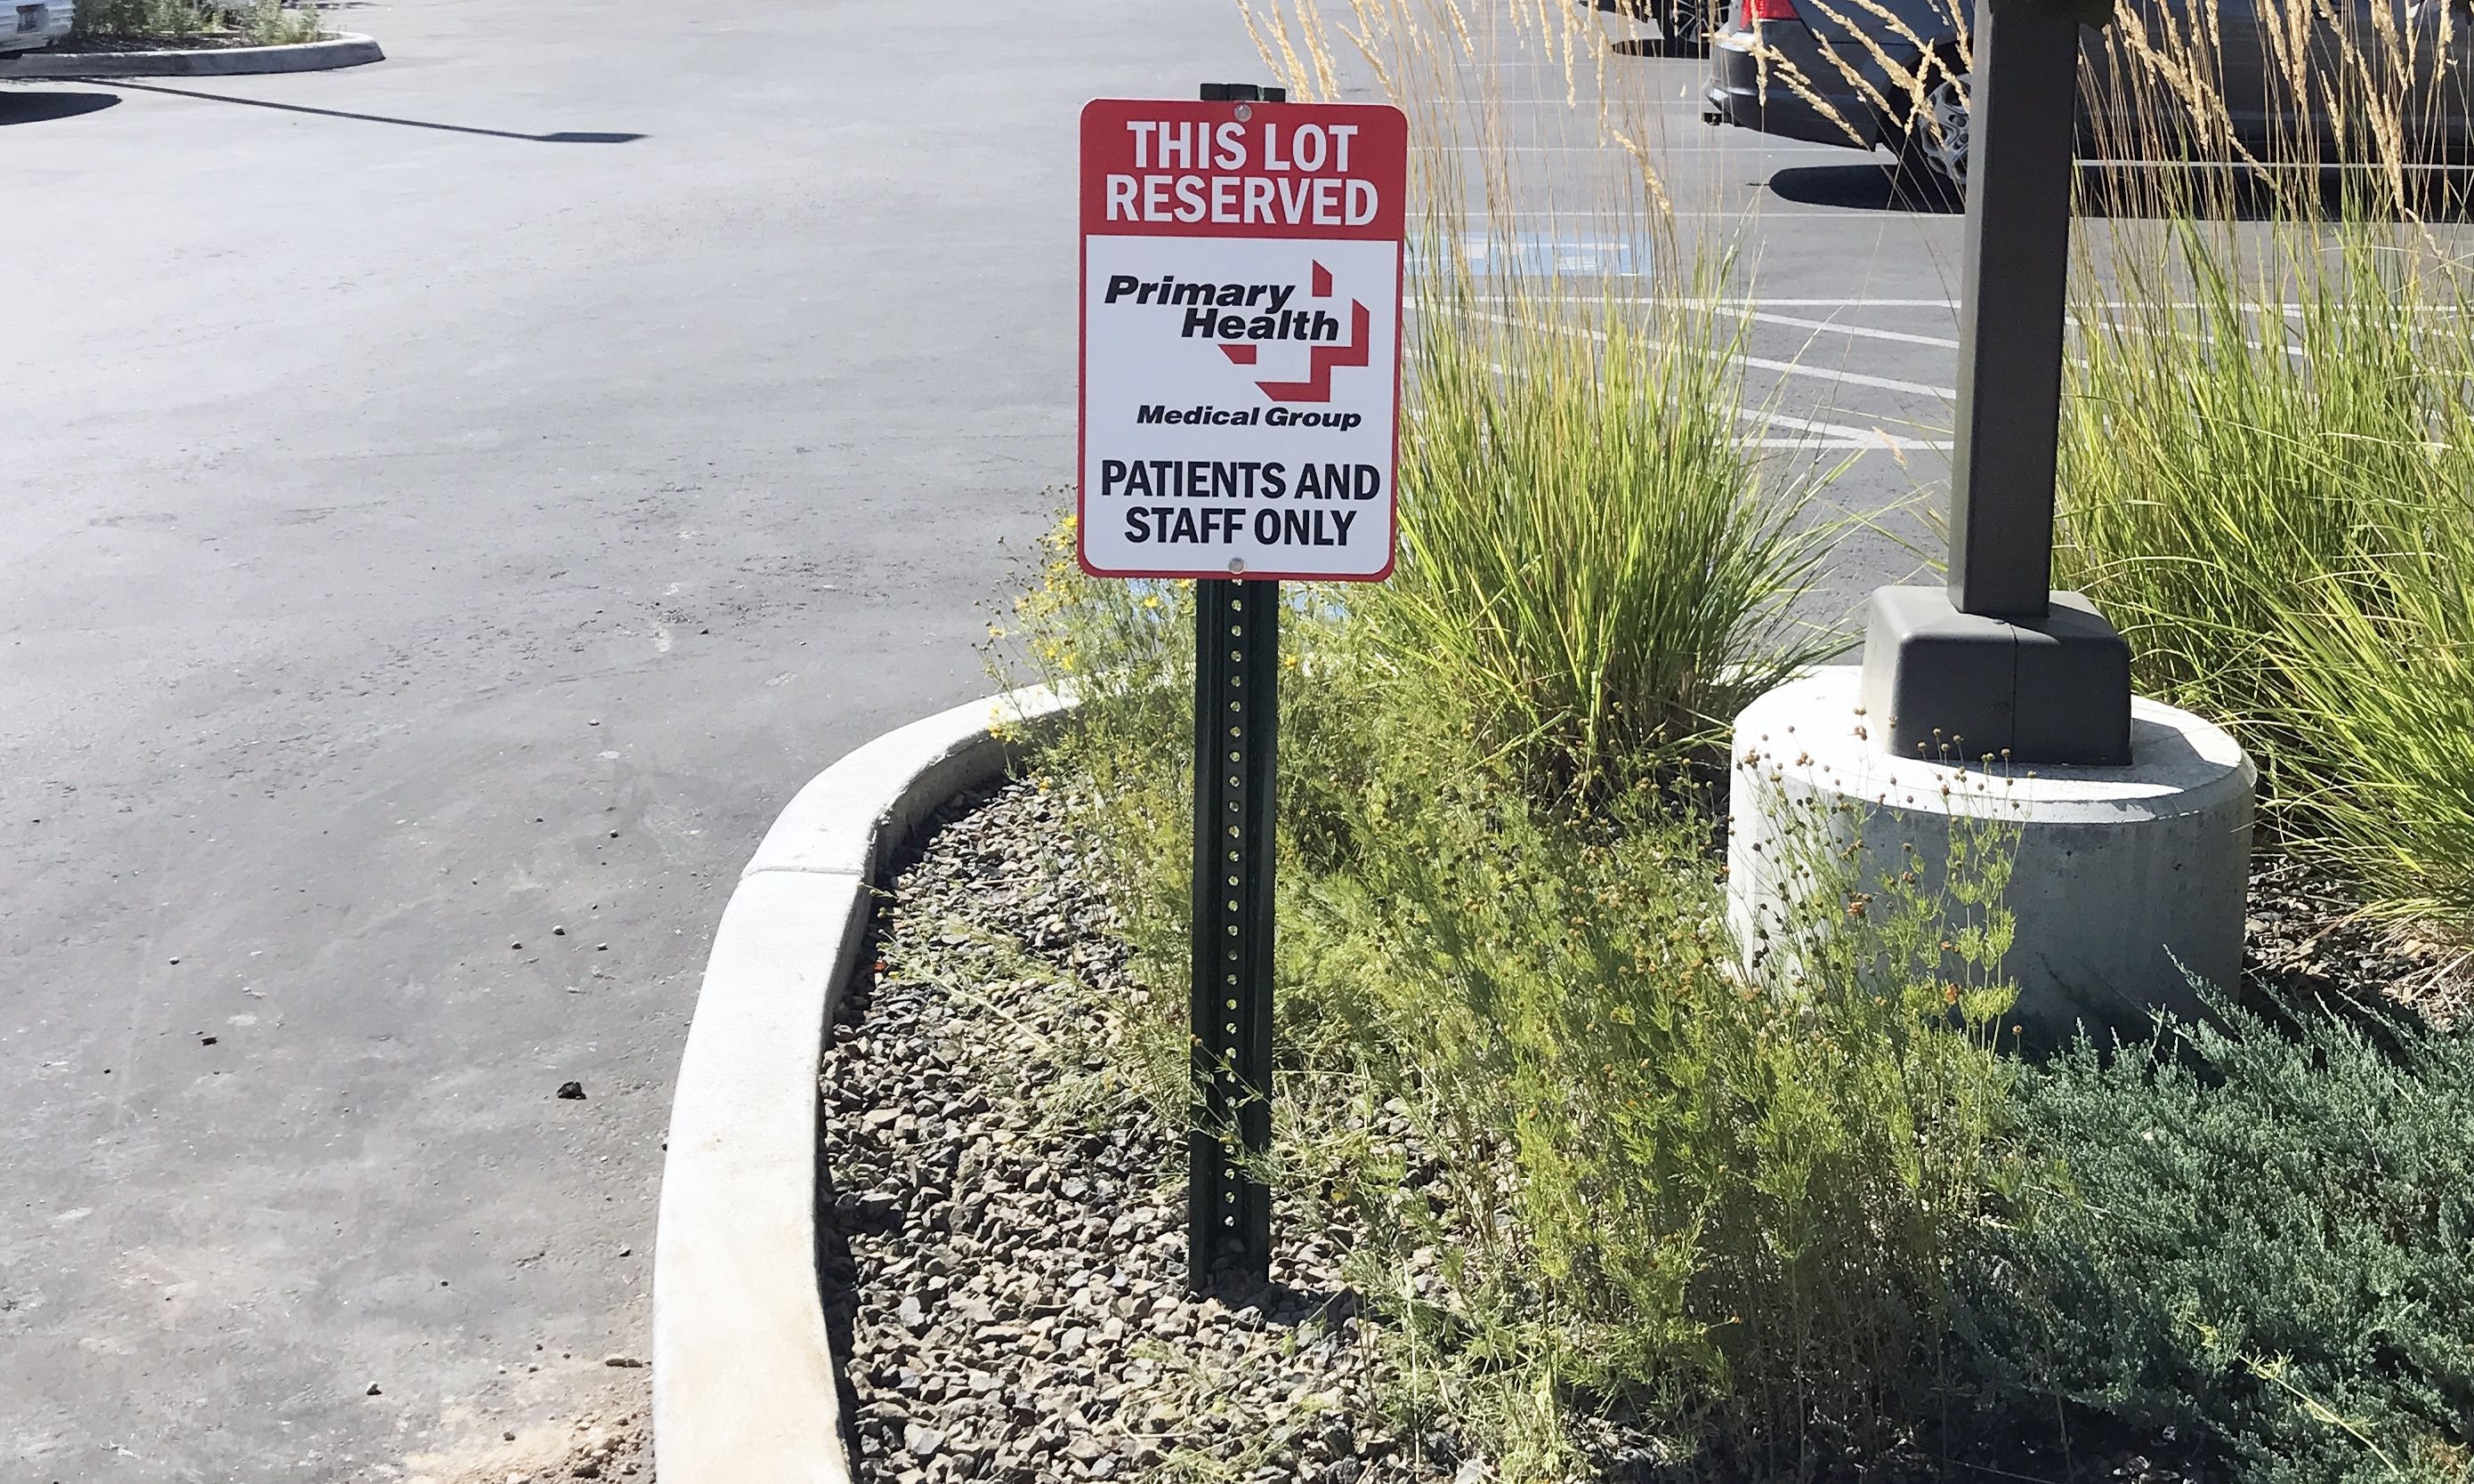 THIS LOT
RESERVED
Primary
Health
Medical Group
PATIENTS AND
STAFF ONLY